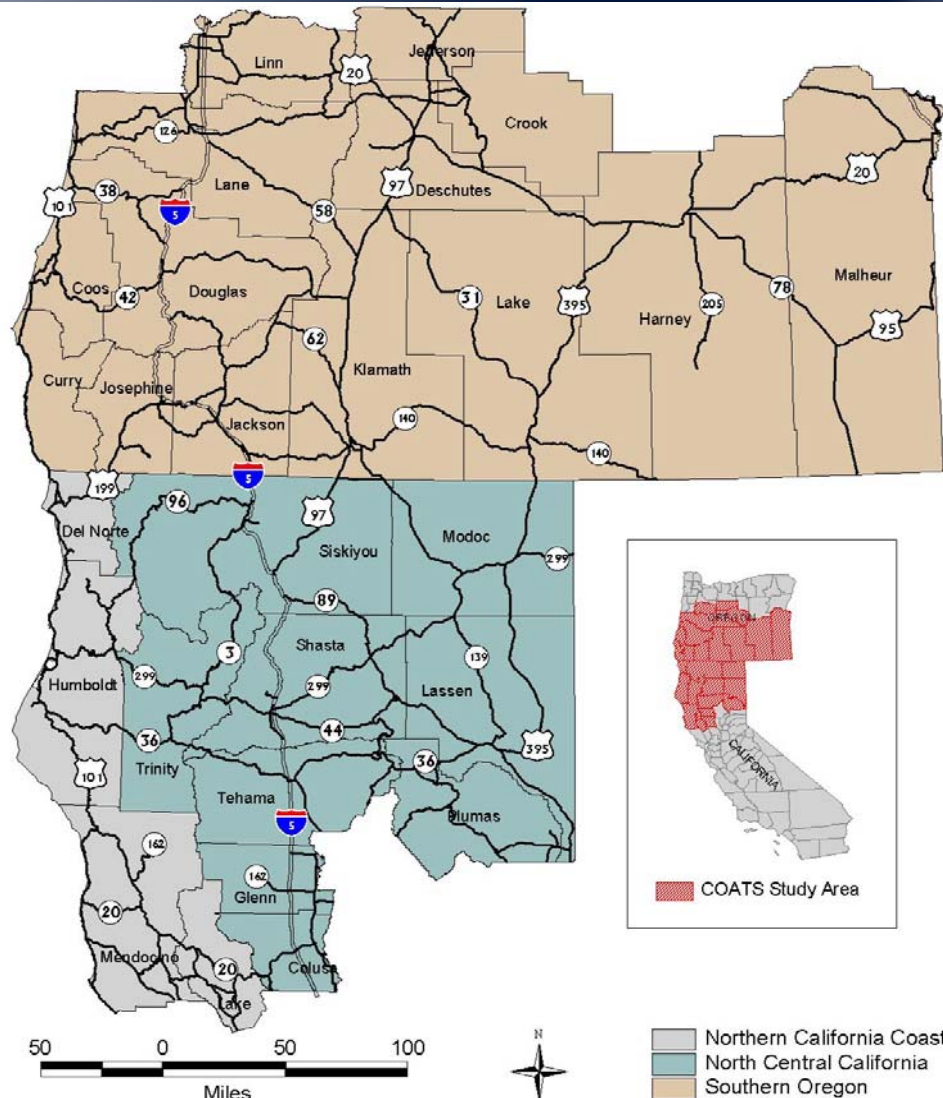 Linn
Jefferson
20
Crook
126
Lane
97
Deschutes
20
101
38
5
58
Coos
42
Douglas
31
Lake
395
Harney
205
78
Malheur
95
62
Curry
Josephine
Klamath
Jackson
140
140
199
5
96
97
Del Norte
Siskiyou
Modoc
299
89
3
Shasta
139
Humboldt
299
299
Lassen
44
36
Trinity
395
36
101
Tehama
5
Plumas
162
162
Glenn
20
Mendocino
20
Colusa
Lake
OREGON
CALIFORNIA
COATS Study Area
50 0 50 100
Miles
N
Northern California Coast
North Central California
Southern Oregon